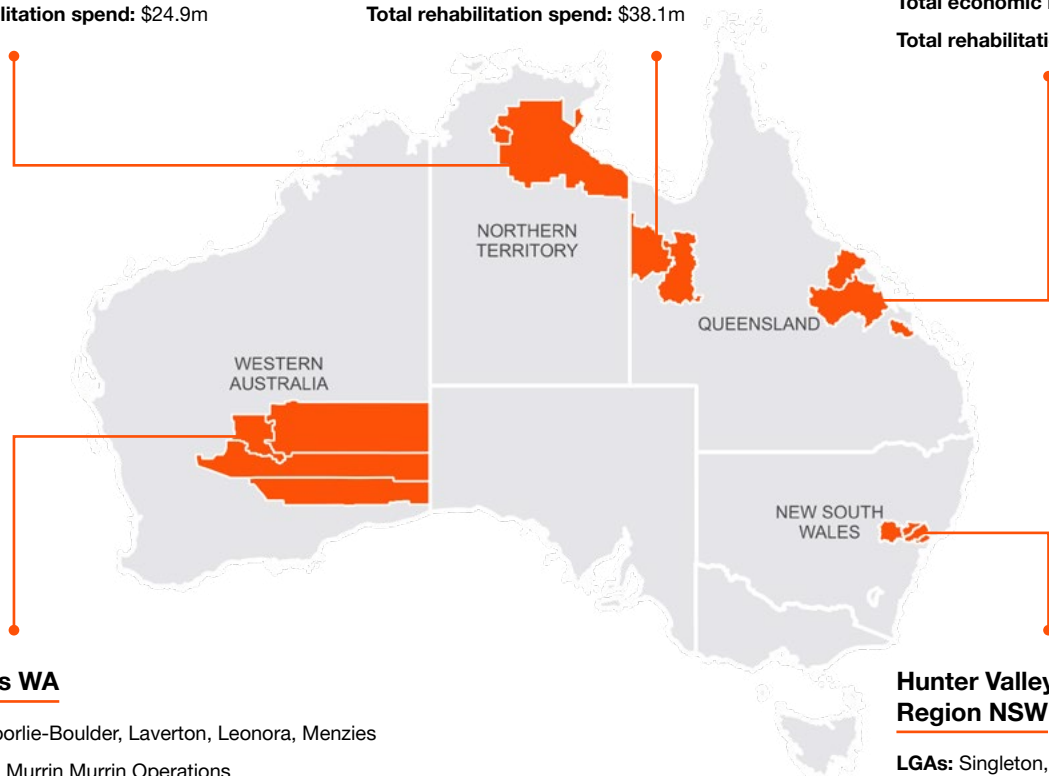 litation spend: $24.9m
Total rehabilitation spend: $38.1m
Total economic
Total rehabilitati
NORTHERN
TERRITORY
QUEENSLAND
WESTERN
AUSTRALIA
NEW SOUTH
WALES
s WA
oorlie-Boulder, Laverton, Leonora, Menzies
Murrin Murrin Operations
Hunter Valley
Region NSW
LGAs: Singleton,